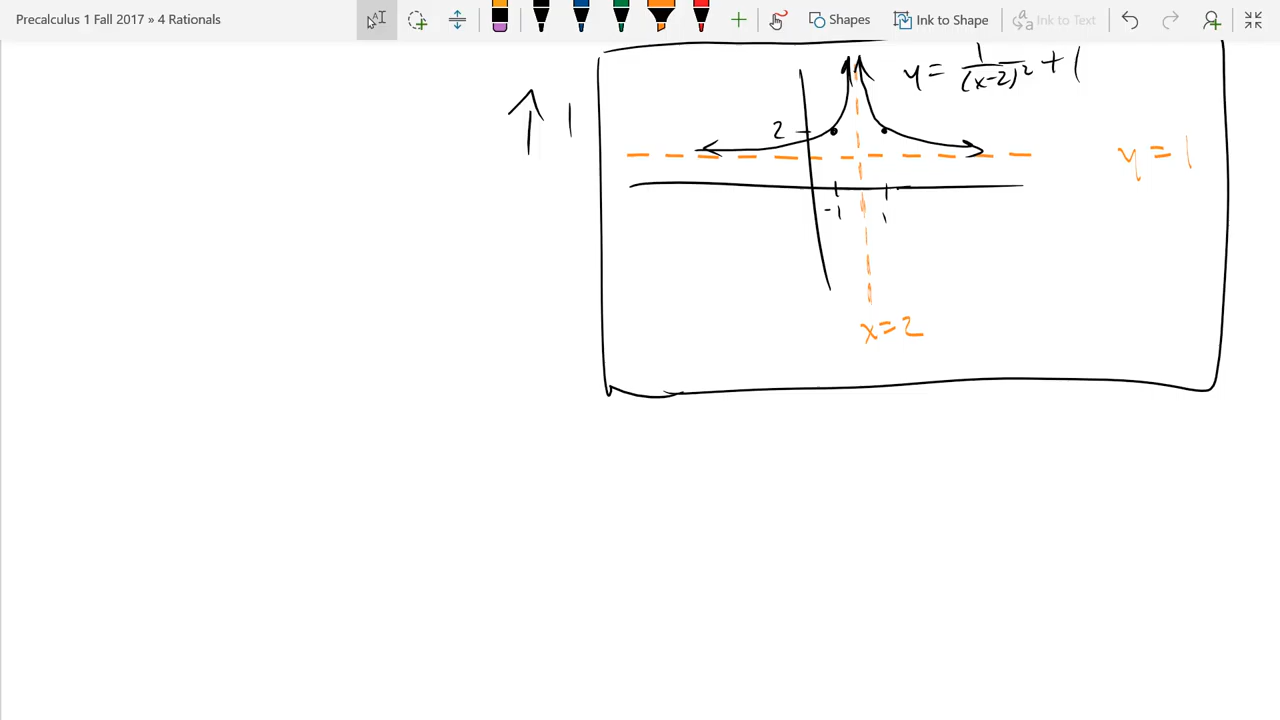 Precalculus 1 Fall 2017 » 4 Rationals
Shapes
Ink to Shape
Ink to Text
y = 1/(x-2)² + 1
↑ 1
2
y = 1
-1
1
x=2